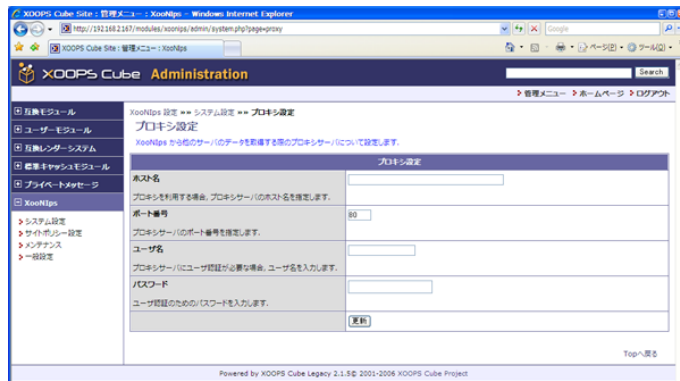 XOOPS Cube Site : 管理メニュー : XooNIps - Windows Internet Explorer
http://192.168.2.167/modules/xoonips/admin/system.php?page=proxy
Google
XOOPS Cube Site : 管理メニュー : XooNIps
ページ(P)
ツール(O)
XOOPS Cube Administration
Search
管理メニュー
ホームページ
ログアウト
互換モジュール
ユーザーモジュール
互換レンダーシステム
標準キャッシュモジュール
プライベートメッセージ
XooNIps
システム設定
サイトポリシー設定
メンテナンス
一般設定
XooNIps 設定 »» システム設定 »» プロキシ設定
プロキシ設定
XooNIps から他のサーバのデータを取得する際のプロキシサーバについて設定します.
プロキシ設定
ホスト名
プロキシを利用する場合, プロキシサーバのホスト名を指定します.
ポート番号
80
プロキシサーバのポート番号を指定します.
ユーザ名
プロキシサーバにユーザ認証が必要な場合, ユーザ名を入力します.
パスワード
ユーザ認証のためのパスワードを入力します.
更新
Topへ戻る
Powered by XOOPS Cube Legacy 2.1.5© 2001-2006 XOOPS Cube Project